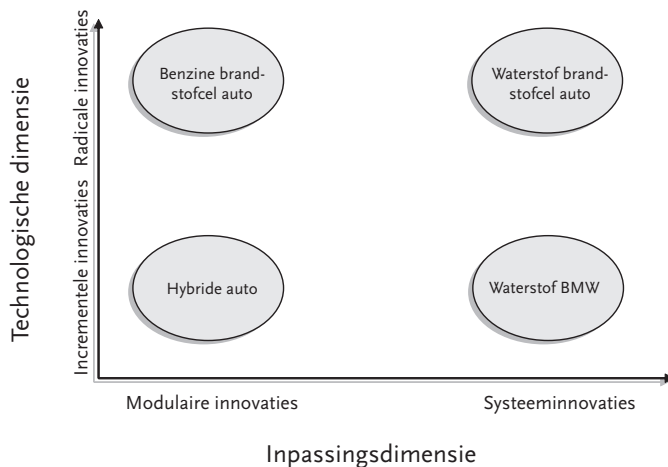 Technologische dimensie
Radicale innovaties
Incrementele innovaties
Benzine brand-
stofcel auto
Waterstof brand-
stofcel auto
Hybride auto
Waterstof BMW
Modulaire innovaties
Systeeminnovaties
Inpassingsdimensie